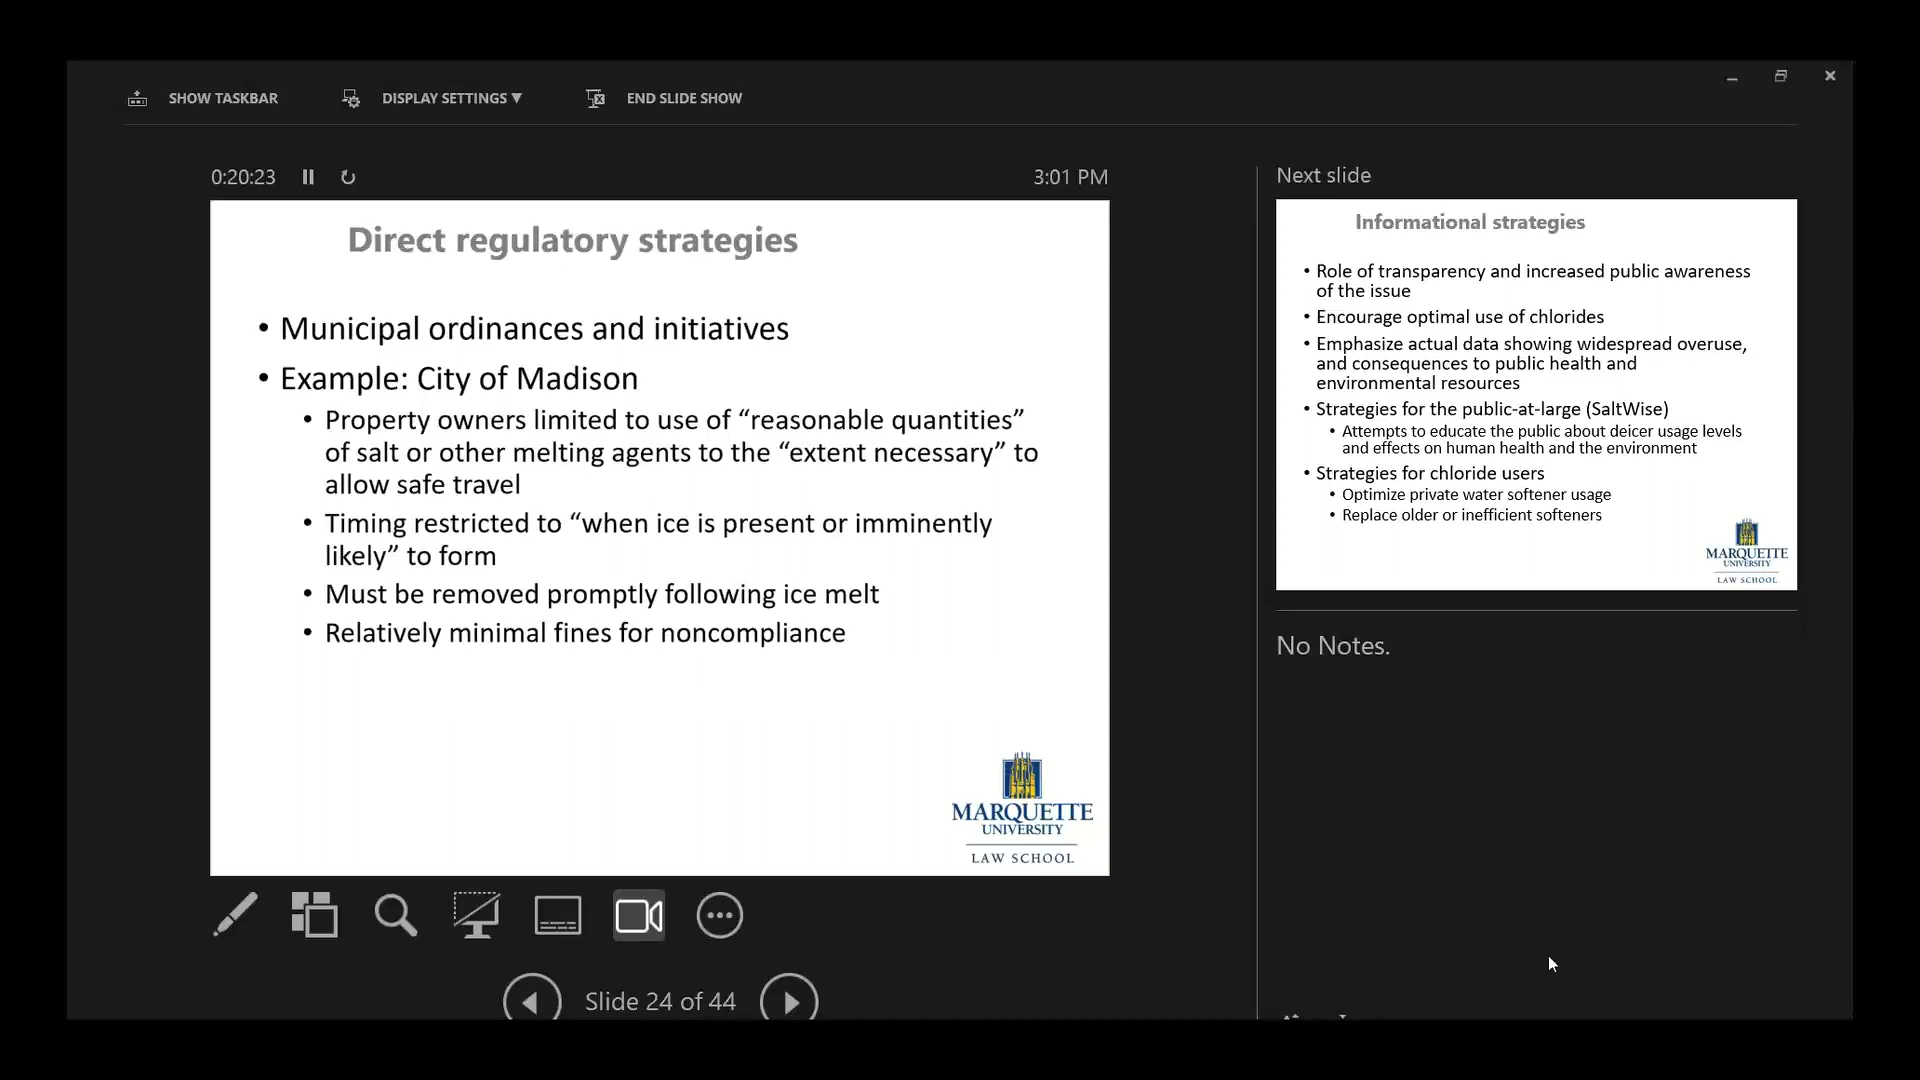 SHOW TASKBAR
DISPLAY SETTINGS ▼
END SLIDE SHOW
0:20:23
3:01 PM
Direct regulatory strategies
• Municipal ordinances and initiatives
• Example: City of Madison
• Property owners limited to use of “reasonable quantities”
of salt or other melting agents to the “extent necessary” to
allow safe travel
• Timing restricted to “when ice is present or imminently
likely” to form
• Must be removed promptly following ice melt
• Relatively minimal fines for noncompliance
MARQUETTE
UNIVERSITY
LAW SCHOOL
Slide 24 of 44
Next slide
Informational strategies
• Role of transparency and increased public awareness
of the issue
• Encourage optimal use of chlorides
• Emphasize actual data showing widespread overuse,
and consequences to public health and
environmental resources
• Strategies for the public-at-large (SaltWise)
• Attempts to educate the public about deicer usage levels
and effects on human health and the environment
• Strategies for chloride users
• Optimize private water softener usage
• Replace older or inefficient softeners
MARQUETTE
UNIVERSITY
LAW SCHOOL
No Notes.